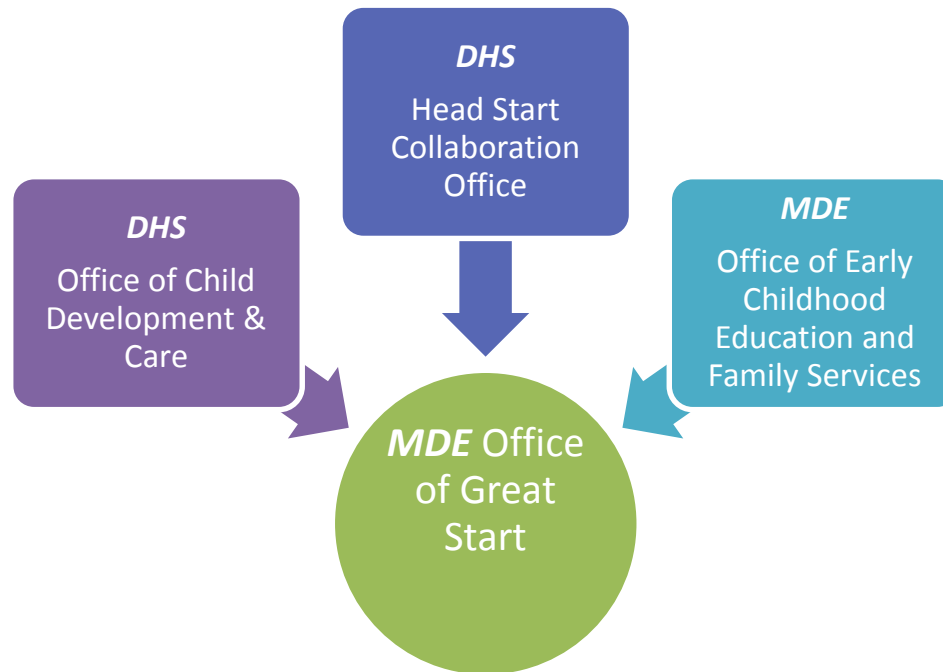 DHS
Head Start
Collaboration
Office
DHS
Office of Child
Development &
Care
MDE
Office of Early
Childhood
Education and
Family Services
MDE Office
of Great
Start